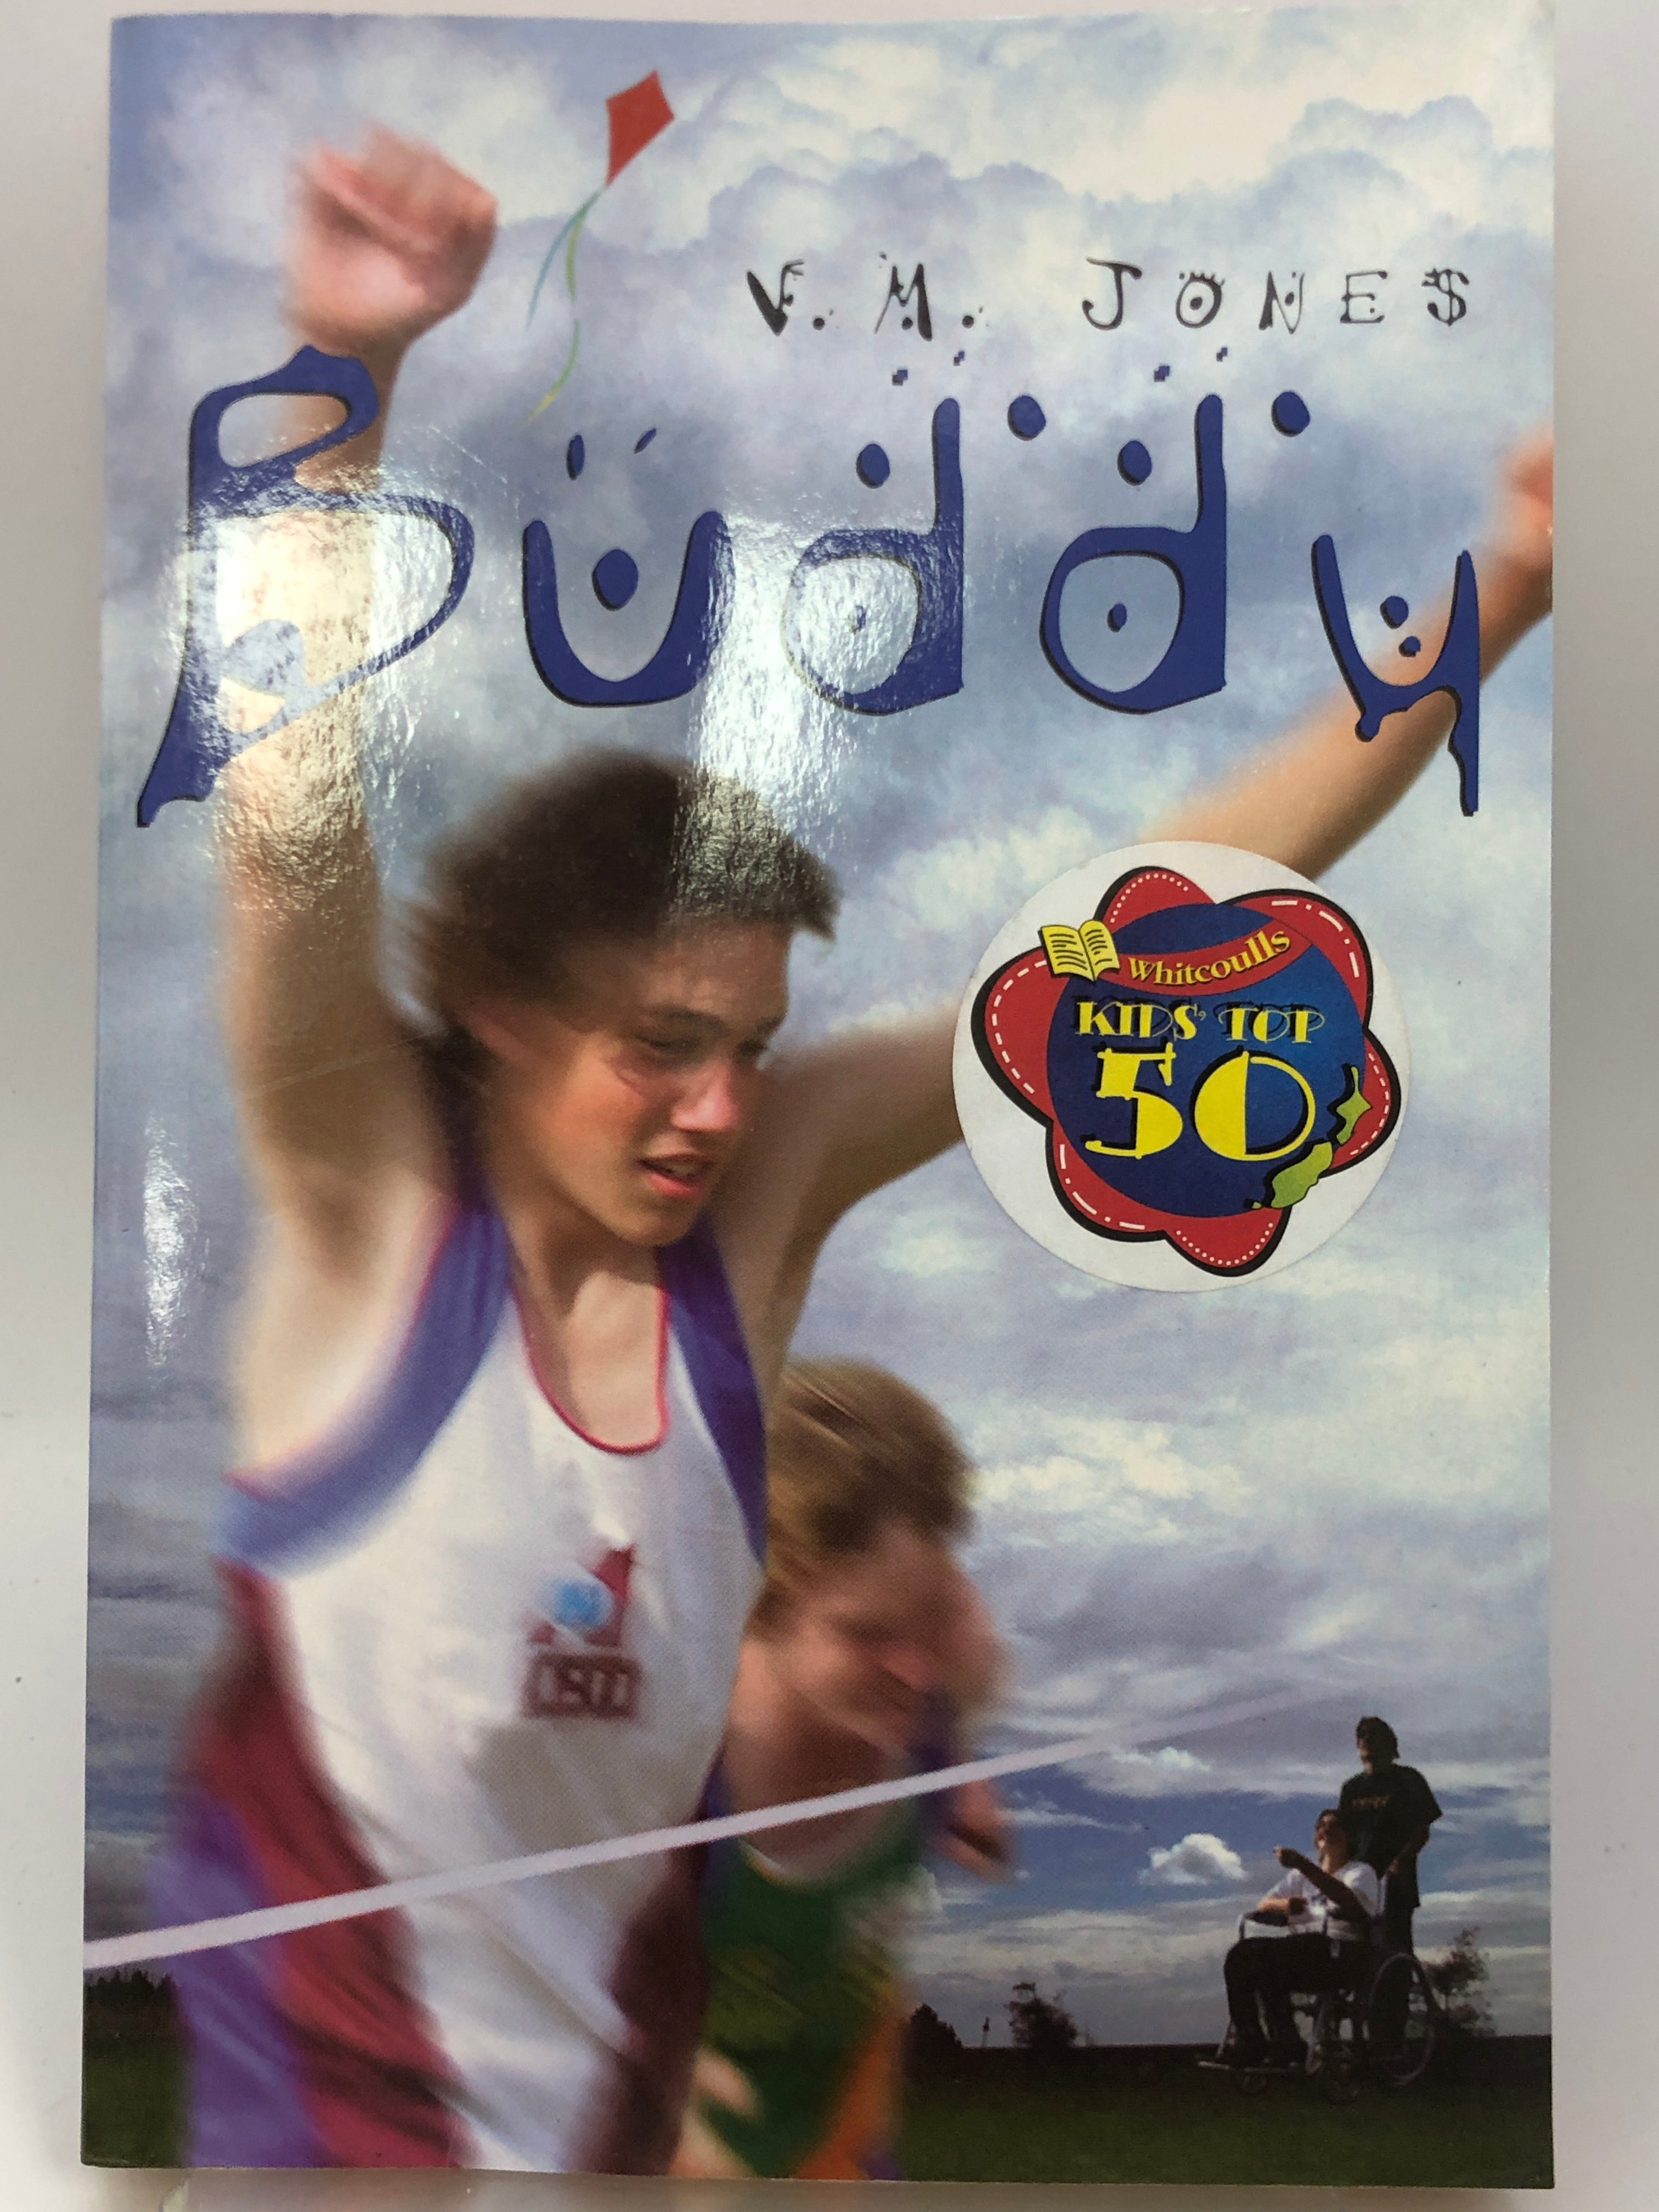 V. M. JONES
Buddy
Whitcoulls
KIDS' TOP
50